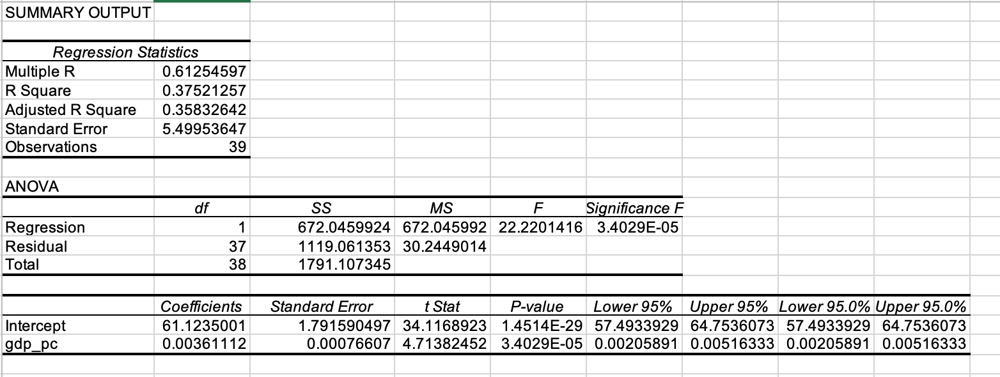 SUMMARY OUTPUT
Regression Statistics
Multiple R 0.61254597
R Square 0.37521257
Adjusted R Square 0.35832642
Standard Error 5.49953647
Observations 39
ANOVA
df SS MS F Significance F
Regression 1 672.0459924 672.045992 22.2201416 3.4029E-05
Residual 37 1119.061353 30.2449014
Total 38 1791.107345
Coefficients Standard Error t Stat P-value Lower 95% Upper 95% Lower 95.0% Upper 95.0%
Intercept 61.1235001 1.791590497 34.1168923 1.4514E-29 57.4933929 64.7536073 57.4933929 64.7536073
gdp_pc 0.00361112 0.00076607 4.71382452 3.4029E-05 0.00205891 0.00516333 0.00205891 0.00516333